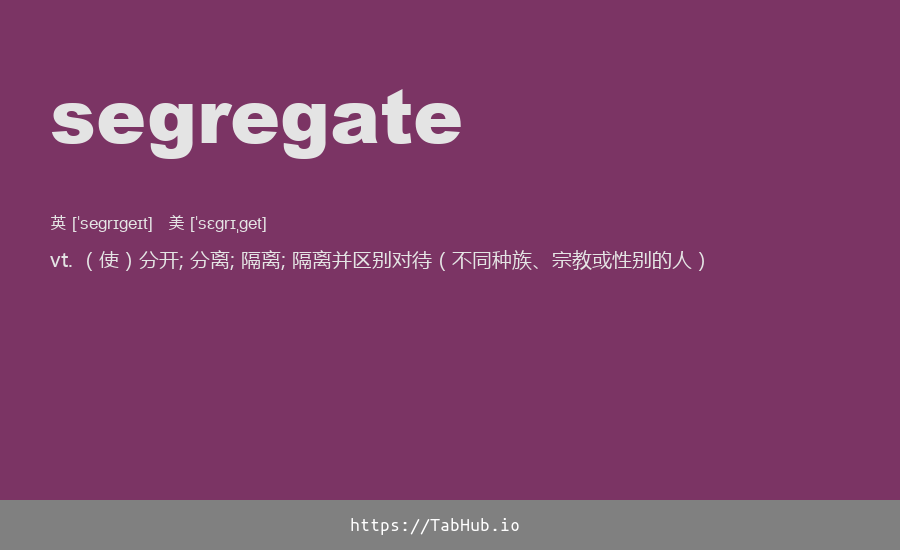 segregate
英 [ˈsegrɪgeɪt] 美 [ˈsɛɡrɪˌɡet]
vt. （使）分开; 分离; 隔离; 隔离并区别对待（不同种族、宗教或性别的人）
https://TabHub.io